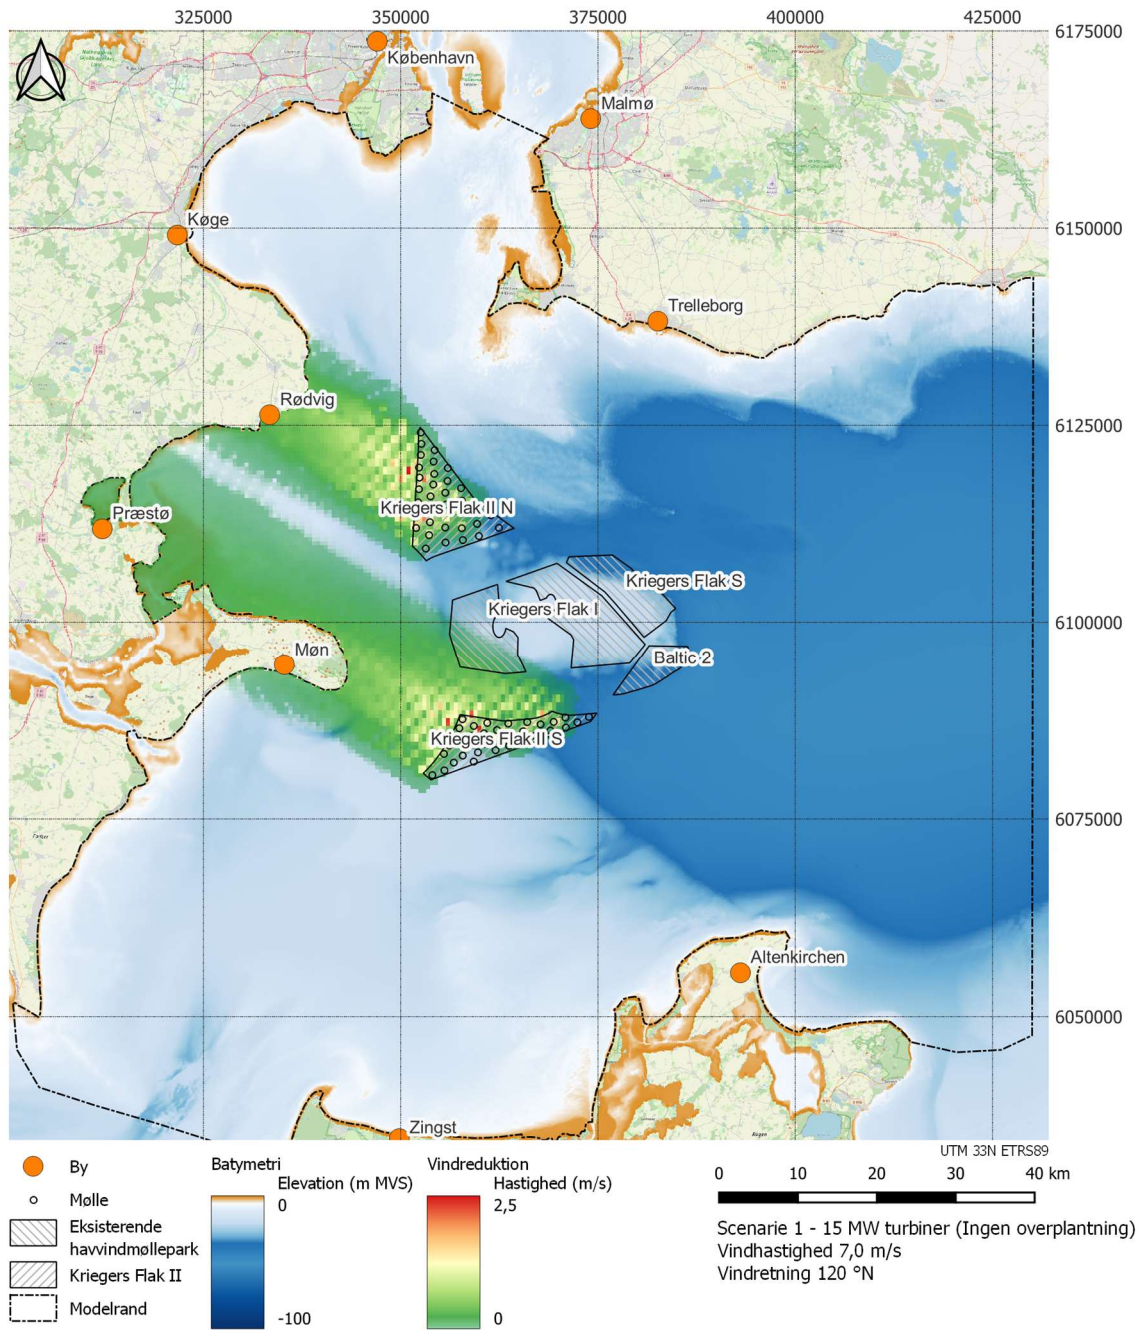 325000 350000 375000 400000 425000
6175000
København
Malmø
Køge
6150000
Trelleborg
Rødvig
6125000
Kriegers Flak II N
Præstø
Kriegers Flak S
Kriegers Flak I
6100000
Møn
Baltic 2
Kriegers Flak II S
6075000
Altenkirchen
6050000
Zingst
UTM 33N ETRS89
By
Mølle
Eksisterende
havvindmøllepark
Kriegers Flak II
Modelrand
Batymetri
Elevation (m MVS)
0
-100
Vindreduktion
Hastighed (m/s)
2,5
0
0 10 20 30 40 km
Scenarie 1 - 15 MW turbiner (Ingen overplantning)
Vindhastighed 7,0 m/s
Vindretning 120 °N